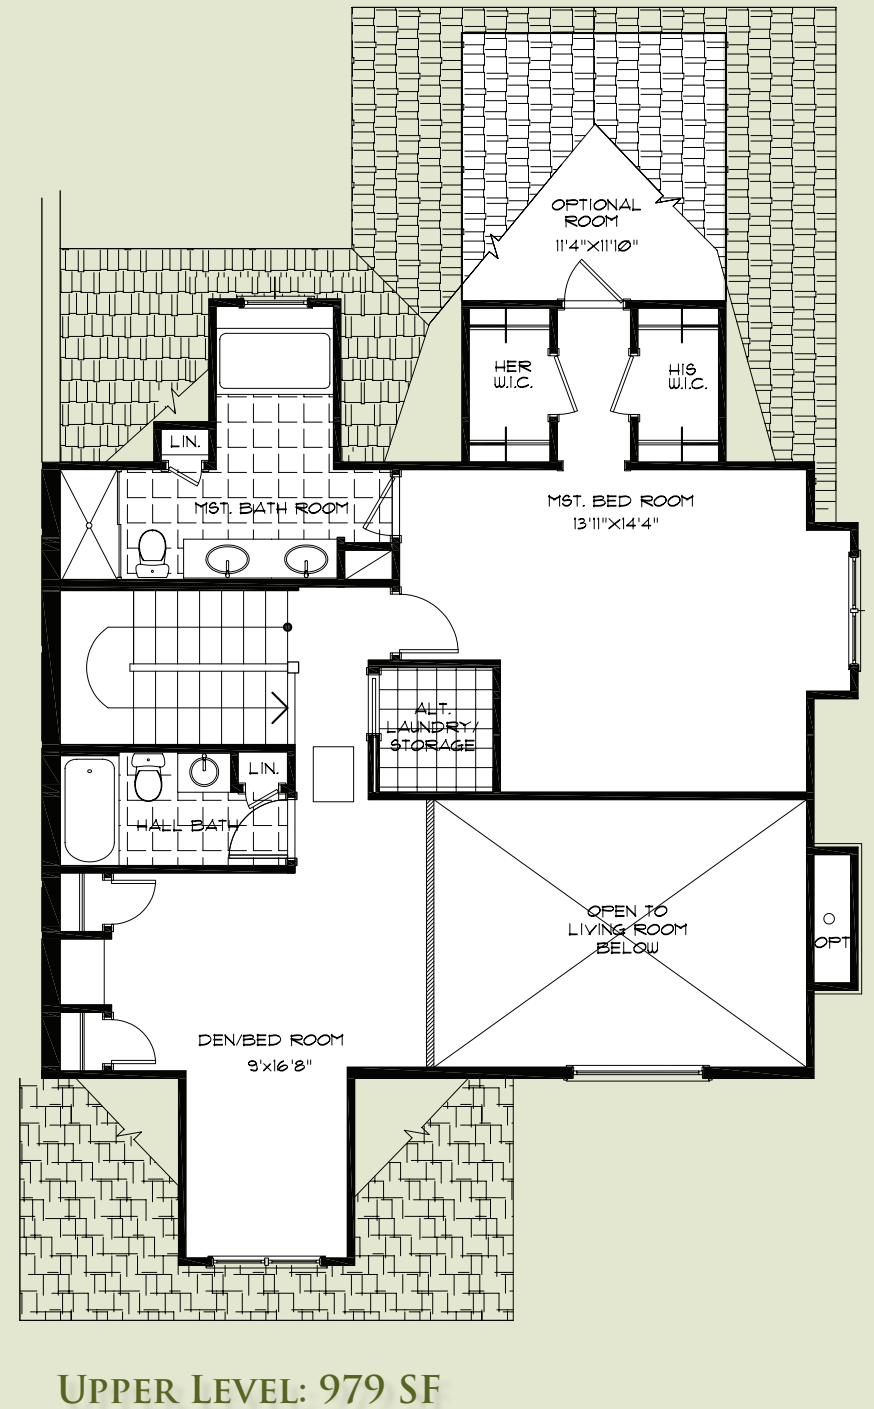 OPTIONAL
ROOM
11'4"X11'10"
HER
W.I.C.
HIS
W.I.C.
LIN.
MST. BATH ROOM
MST. BED ROOM
13'11"X14'4"
ALT.
LAUNDRY/
STORAGE
LIN.
HALL BATH
OPEN TO
LIVING ROOM
BELOW
OPT
DEN/BED ROOM
9'x16'8"
UPPER LEVEL: 979 SF